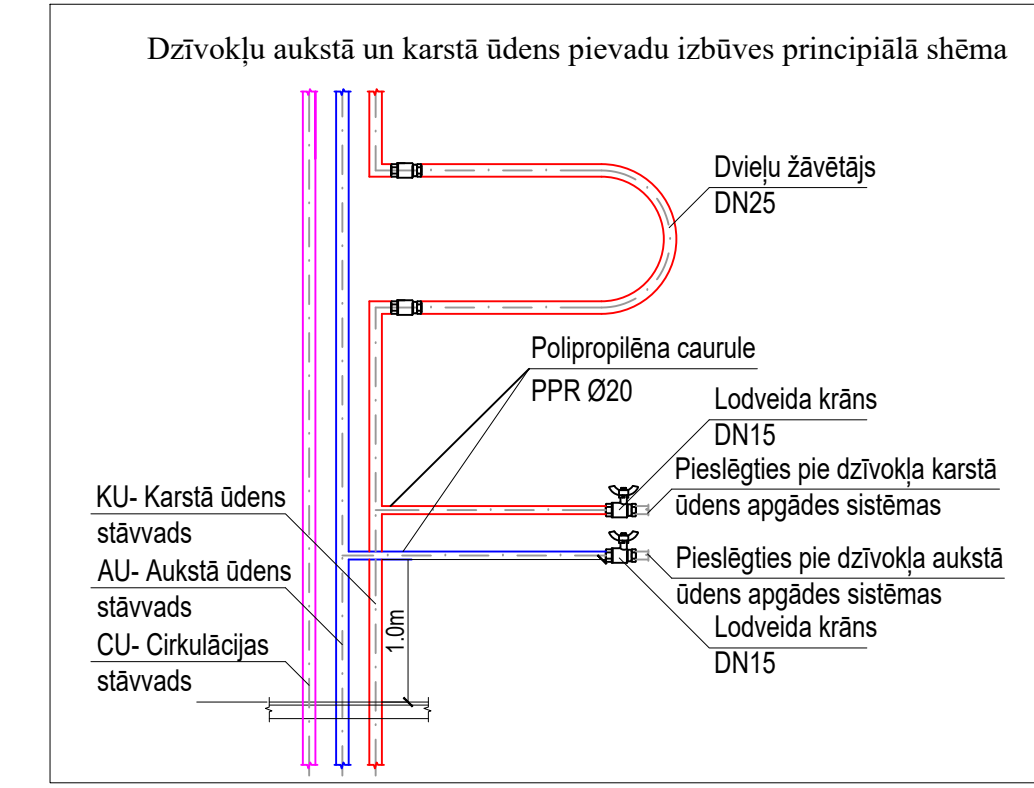 Dzīvokļu aukstā un karstā ūdens pievadu izbūves principiālā shēma
Dvieļu žāvētājs
DN25
Polipropilēna caurule
PPR Ø20
Lodveida krāns
DN15
Pieslēgties pie dzīvokļa karstā
ūdens apgādes sistēmas
KU- Karstā ūdens
stāvvads
AU- Aukstā ūdens
stāvvads
CU- Cirkulācijas
stāvvads
1.0m
Pieslēgties pie dzīvokļa aukstā
ūdens apgādes sistēmas
Lodveida krāns
DN15